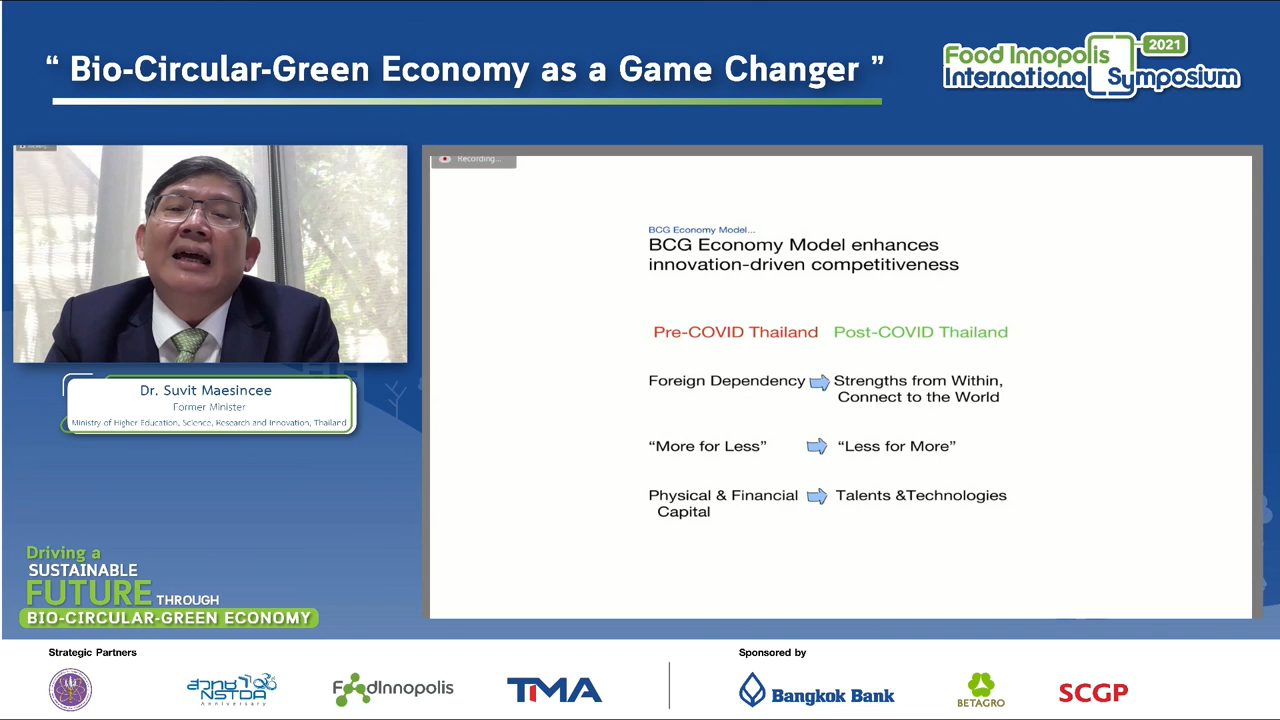 “ Bio-Circular-Green Economy as a Game Changer ”
Food Innopolis 2021
International Symposium
Recording...
BCG Economy Model...
BCG Economy Model enhances
innovation-driven competitiveness
Pre-COVID Thailand Post-COVID Thailand
Foreign Dependency Strengths from Within,
Connect to the World
“More for Less” “Less for More”
Physical & Financial Talents &Technologies
Capital
Dr. Suvit Maesincee
Former Minister
Ministry of Higher Education, Science, Research and Innovation, Thailand
Driving a
SUSTAINABLE
FUTURE THROUGH
BIO-CIRCULAR-GREEN ECONOMY
Strategic Partners
Sponsored by
สวทช
NSTDA
Anniversary
FoodInnopolis
TMA
Bangkok Bank
BETAGRO
SCGP